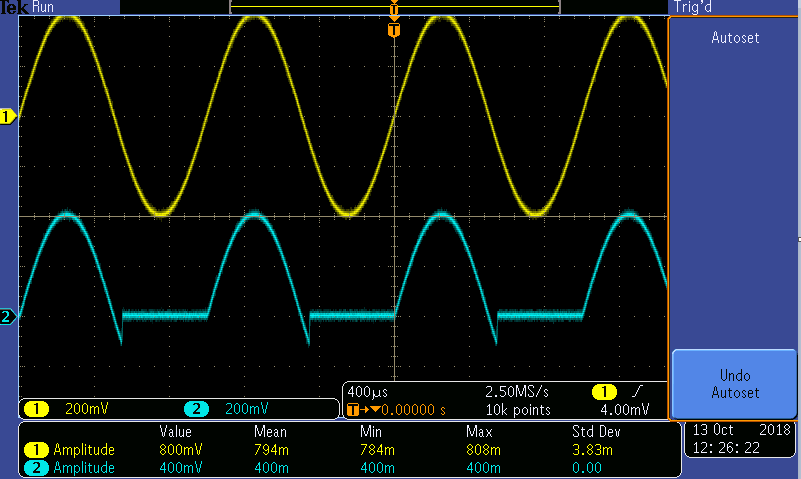 Tek Run Trig'd
T
T
Autoset
1
2
Undo
Autoset
1 200mV 2 200mV
400µs 2.50MS/s 1
T→▼0.00000 s 10k points 4.00mV
Value Mean Min Max Std Dev
1 Amplitude 800mV 794m 784m 808m 3.83m
2 Amplitude 400mV 400m 400m 400m 0.00
13 Oct 2018
12:26:22